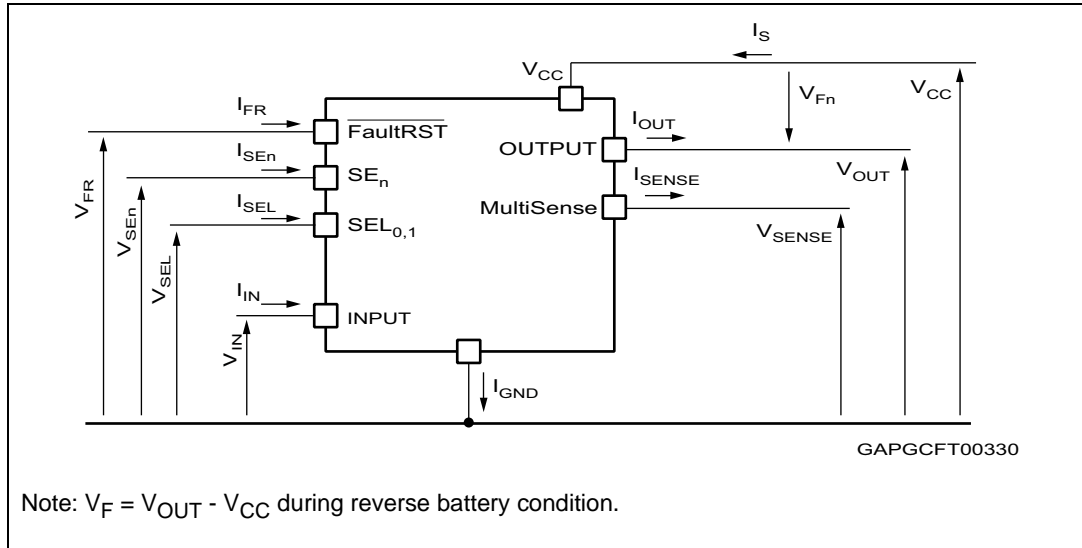 I_S
V_CC
V_Fn
V_CC
I_FR
FaultRST
I_OUT
OUTPUT
I_SEn
SE_n
I_SENSE
MultiSense
V_OUT
I_SEL
SEL_0,1
V_SENSE
V_FR
V_SEn
V_SEL
I_IN
INPUT
V_IN
I_GND
GAPGCFT00330
Note: V_F = V_OUT - V_CC during reverse battery condition.